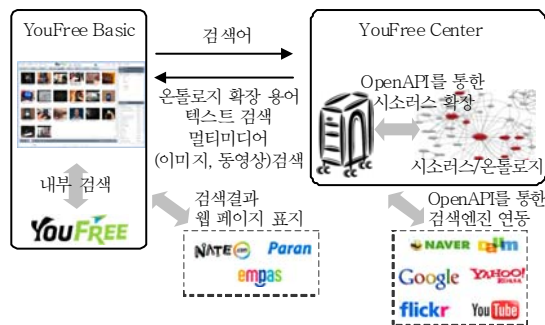 YouFree Basic
검색어
YouFree Center
온톨로지 확장 용어
텍스트 검색
멀티미디어
(이미지, 동영상)검색
OpenAPI를 통한
시소러스 확장
시소러스/온톨로지
내부 검색
YouFREE
검색결과
웹 페이지 표지
NATE.com Paran
empas
OpenAPI를 통한
검색엔진 연동
NAVER Daum
Google YAHOO!
flickr YouTube